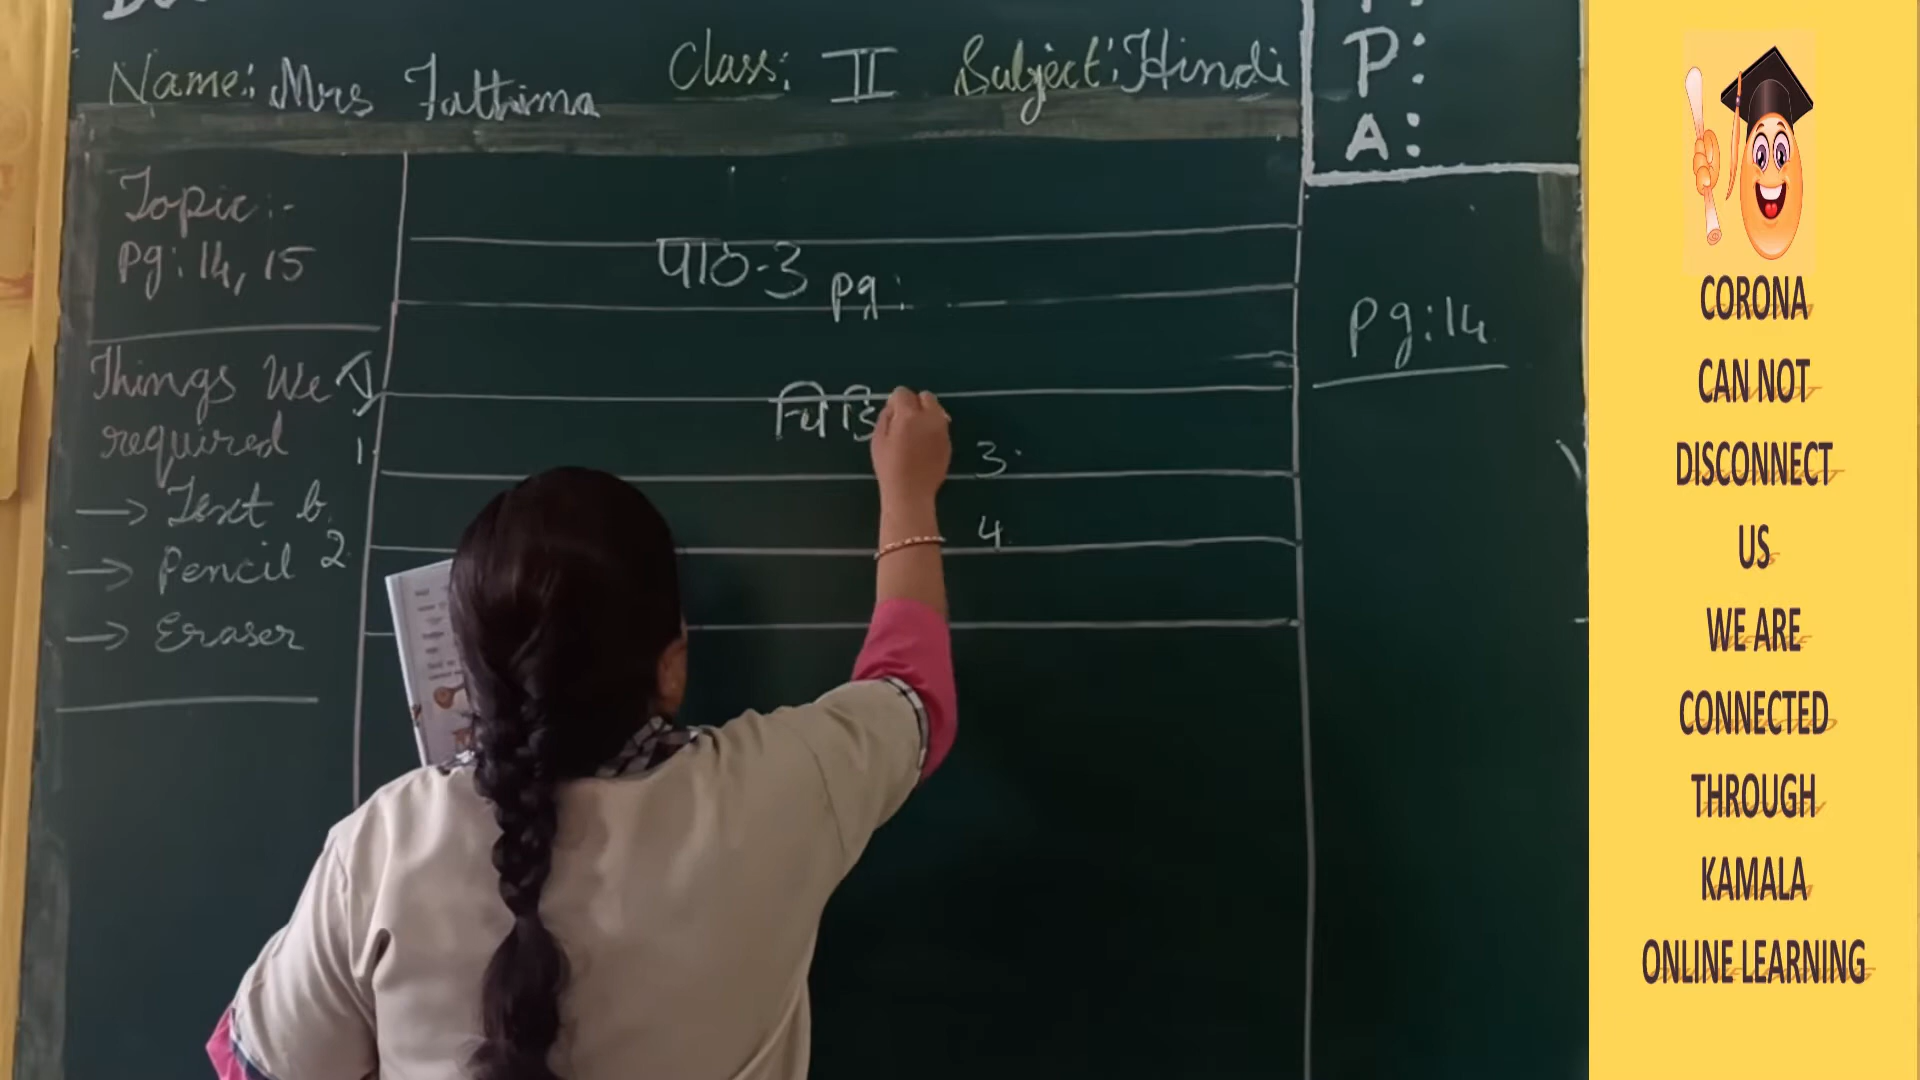 Name: Mrs Fathima Class: II Subject: Hindi
P:
A:
Topic:-
pg: 14, 15
पाठ-3 pg:
pg: 14
Things We
required
1.
चिड़ि
3.
→ Text b.
4.
→ Pencil
2.
→ Eraser
CORONA
CAN NOT
DISCONNECT
US
WE ARE
CONNECTED
THROUGH
KAMALA
ONLINE LEARNING